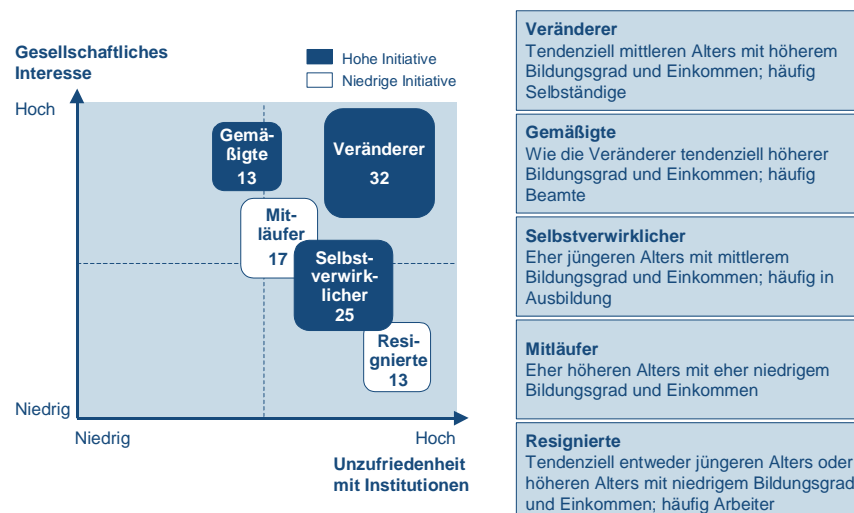 Gesellschaftliches
Interesse
Hohe Initiative
Niedrige Initiative
Hoch
Gemä-
ßigte
13
Veränderer
32
Mit-
läufer
17
Selbst-
verwirk-
licher
25
Resi-
gnierte
13
Niedrig
Niedrig
Hoch
Unzufriedenheit
mit Institutionen
Veränderer
Tendenziell mittleren Alters mit höherem
Bildungsgrad und Einkommen; häufig
Selbständige
Gemäßigte
Wie die Veränderer tendenziell höherer
Bildungsgrad und Einkommen; häufig
Beamte
Selbstverwirklicher
Eher jüngeren Alters mit mittlerem
Bildungsgrad und Einkommen; häufig in
Ausbildung
Mitläufer
Eher höheren Alters mit eher niedrigem
Bildungsgrad und Einkommen
Resignierte
Tendenziell entweder jüngeren Alters oder
höheren Alters mit niedrigem Bildungsgrad
und Einkommen; häufig Arbeiter